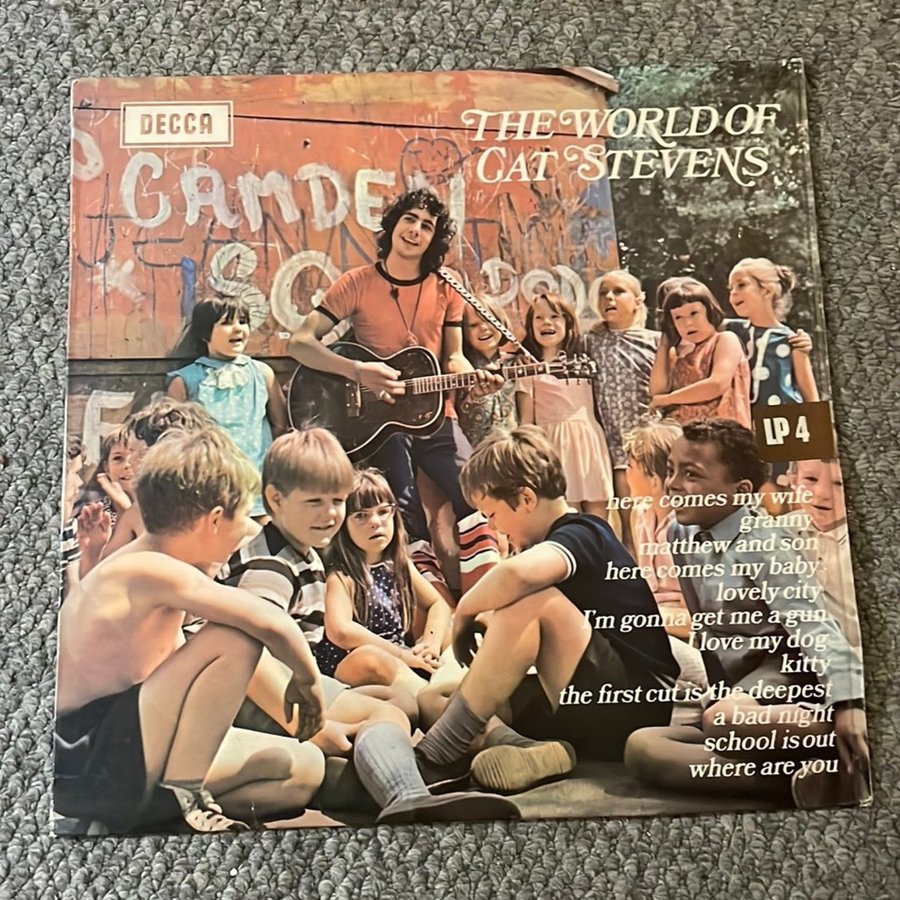 DECCA
THE WORLD OF
CAT STEVENS
CAMDEN
LP 4
here comes my wife
granny
matthew and son
here comes my baby
lovely city
I'm gonna get me a gun
I love my dog
kitty
the first cut is the deepest
a bad night
school is out
where are you